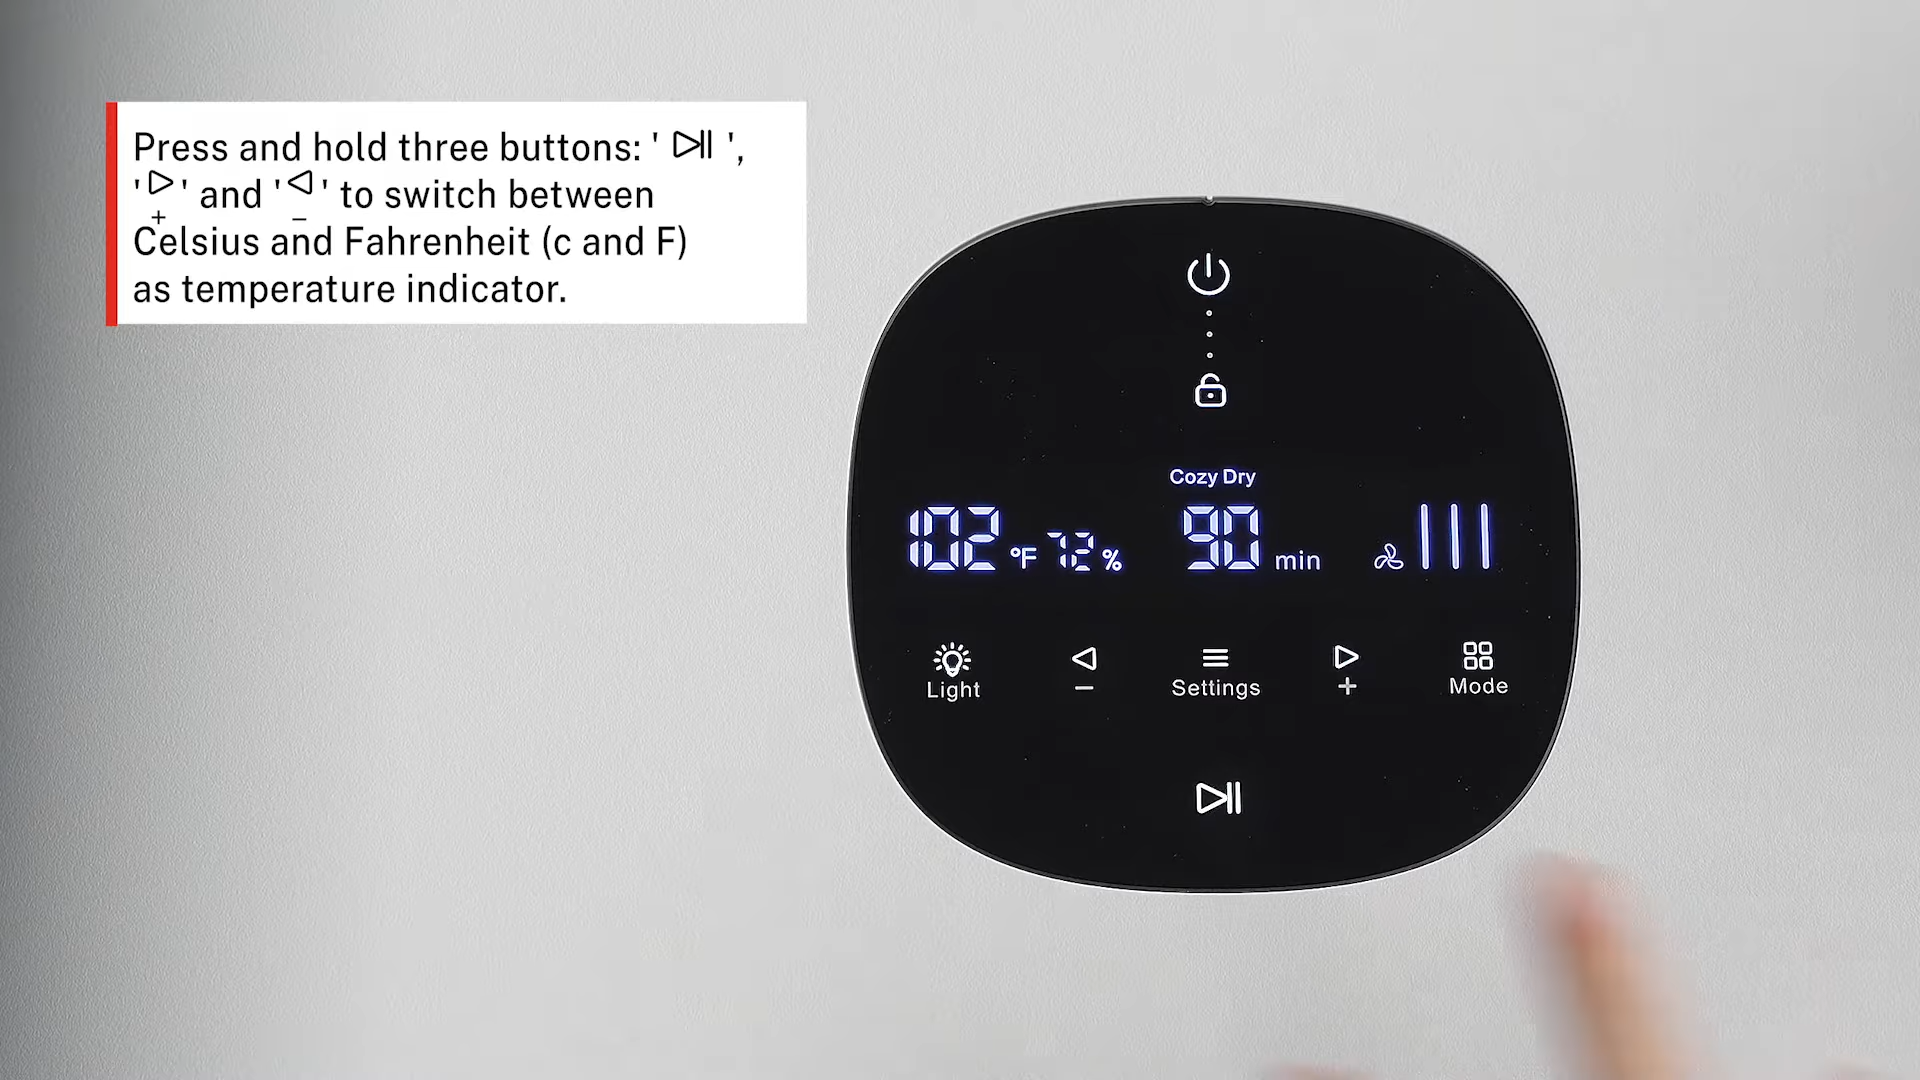 Press and hold three buttons: ' ▷|| ',
' ▷ ' and ' ◁ ' to switch between
+ −
Celsius and Fahrenheit (c and F)
as temperature indicator.
Cozy Dry
102 °F 72 % 90 min
Light − Settings + Mode